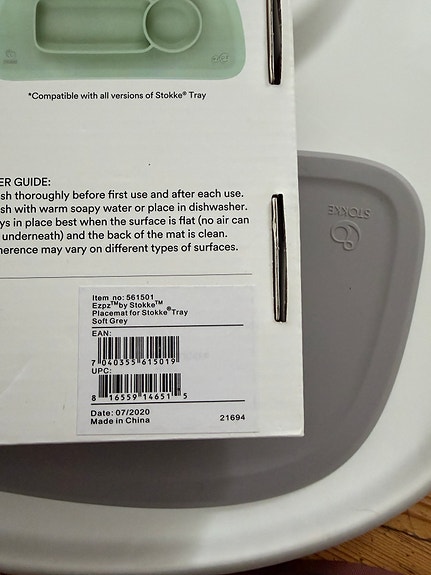 *Compatible with all versions of Stokke® Tray
ER GUIDE:
sh thoroughly before first use and after each use.
sh with warm soapy water or place in dishwasher.
ys in place best when the surface is flat (no air can
underneath) and the back of the mat is clean.
herence may vary on different types of surfaces.
STOKKE
Item no: 561501
Ezpz™by Stokke™
Placemat for Stokke®Tray
Soft Grey
EAN:
7 040355 615019
UPC:
8 16559 14651 5
Date: 07/2020
Made in China
21694